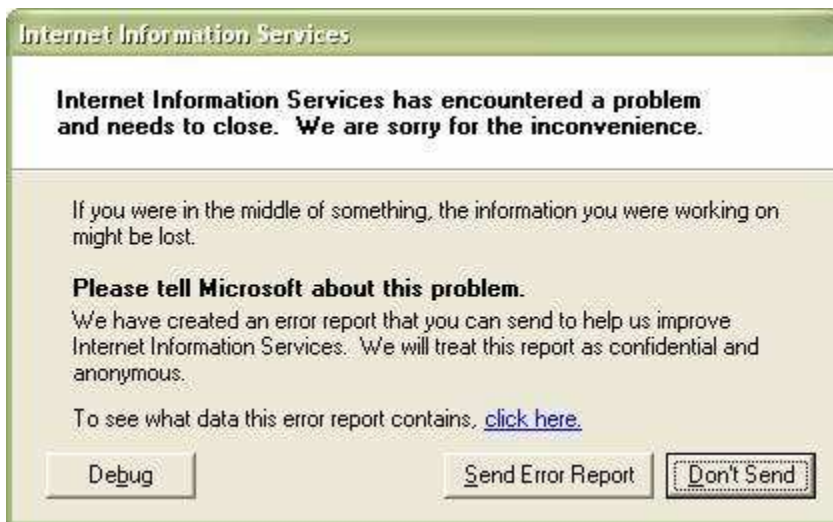 Internet Information Services
Internet Information Services has encountered a problem
and needs to close.  We are sorry for the inconvenience.
If you were in the middle of something, the information you were working on
might be lost.
Please tell Microsoft about this problem.
We have created an error report that you can send to help us improve
Internet Information Services.  We will treat this report as confidential and
anonymous.
To see what data this error report contains, click here.
Debug
Send Error Report
Don't Send